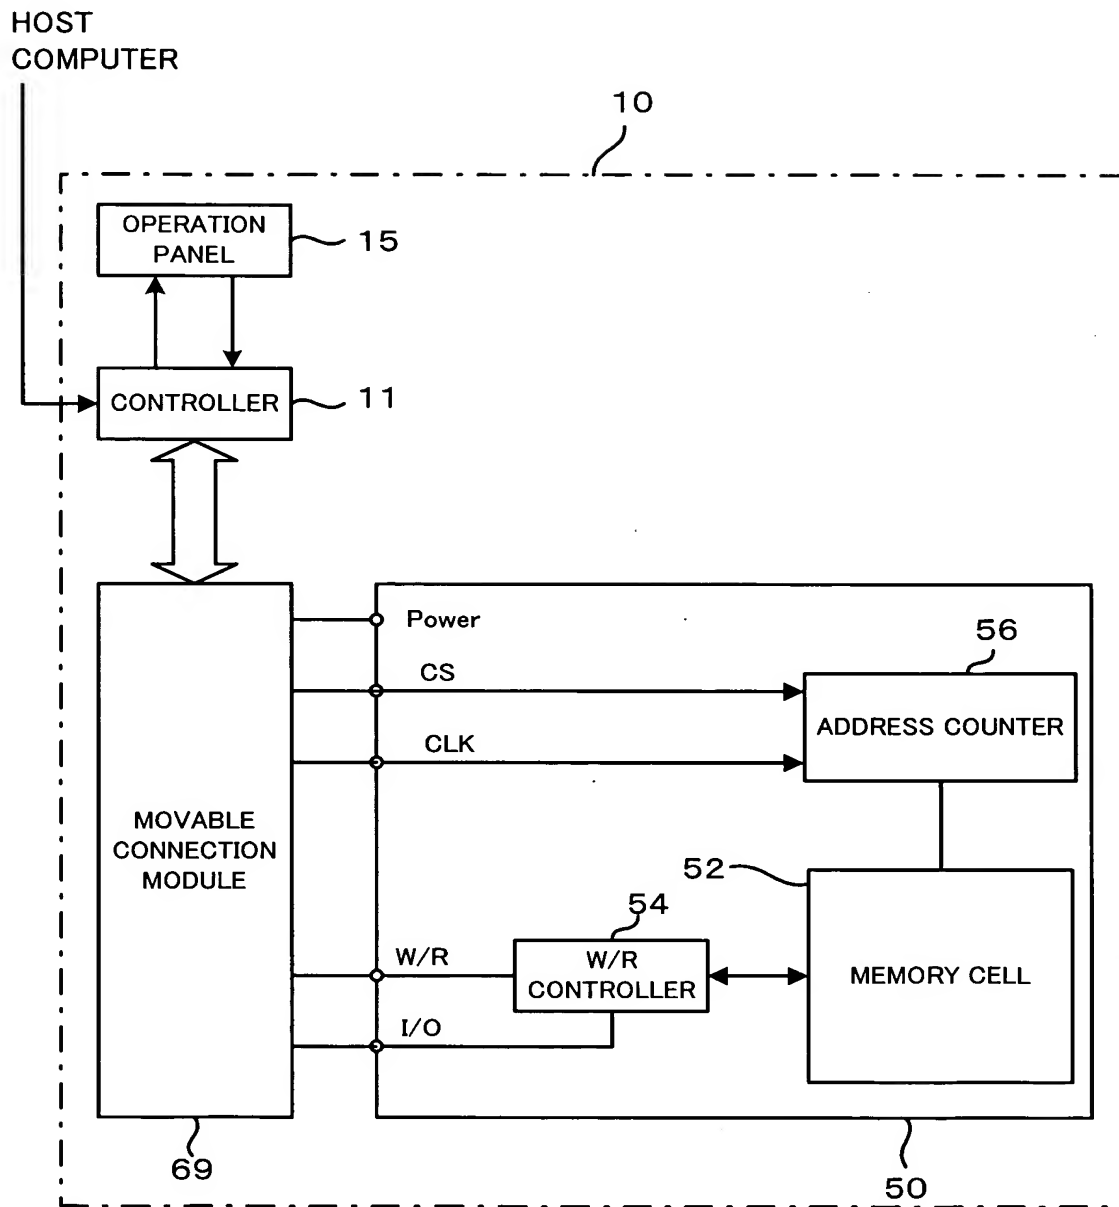 HOST
COMPUTER
10
OPERATION
PANEL
15
CONTROLLER
11
Power
CS
56
ADDRESS COUNTER
CLK
MOVABLE
CONNECTION
MODULE
52
54
W/R
W/R
CONTROLLER
MEMORY CELL
I/O
69
50